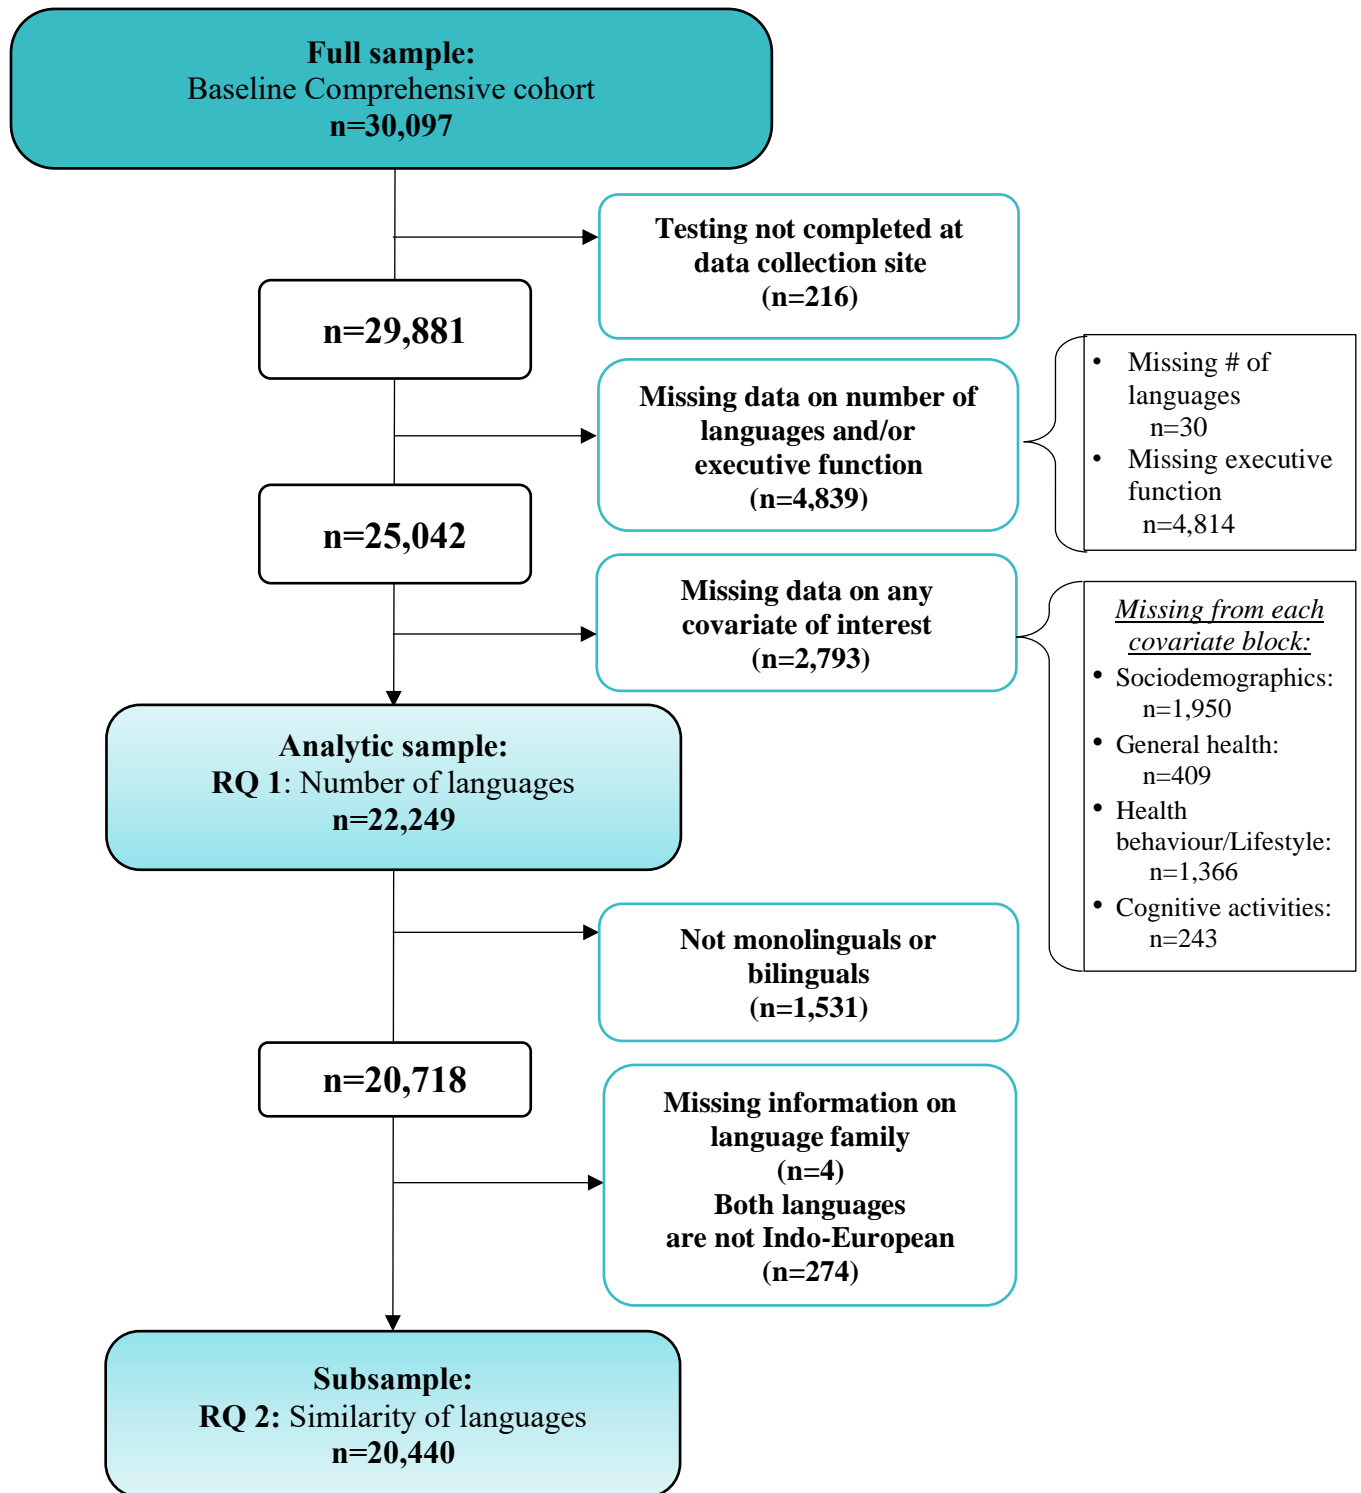 Full sample:
Baseline Comprehensive cohort
n=30,097
Testing not completed at
data collection site
(n=216)
n=29,881
Missing data on number of
languages and/or
executive function
(n=4,839)
• Missing # of
languages
n=30
• Missing executive
function
n=4,814
n=25,042
Missing data on any
covariate of interest
(n=2,793)
Missing from each
covariate block:
• Sociodemographics:
n=1,950
• General health:
n=409
• Health
behaviour/Lifestyle:
n=1,366
• Cognitive activities:
n=243
Analytic sample:
RQ 1: Number of languages
n=22,249
Not monolinguals or
bilinguals
(n=1,531)
n=20,718
Missing information on
language family
(n=4)
Both languages
are not Indo-European
(n=274)
Subsample:
RQ 2: Similarity of languages
n=20,440